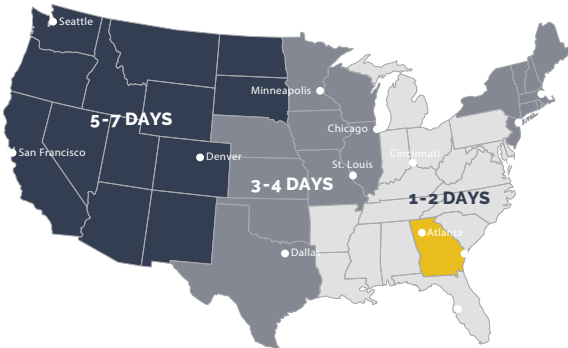 Seattle
Minneapolis
5-7 DAYS
Chicago
San Francisco
Denver
Cincinnati
St. Louis
3-4 DAYS
1-2 DAYS
Atlanta
Dallas